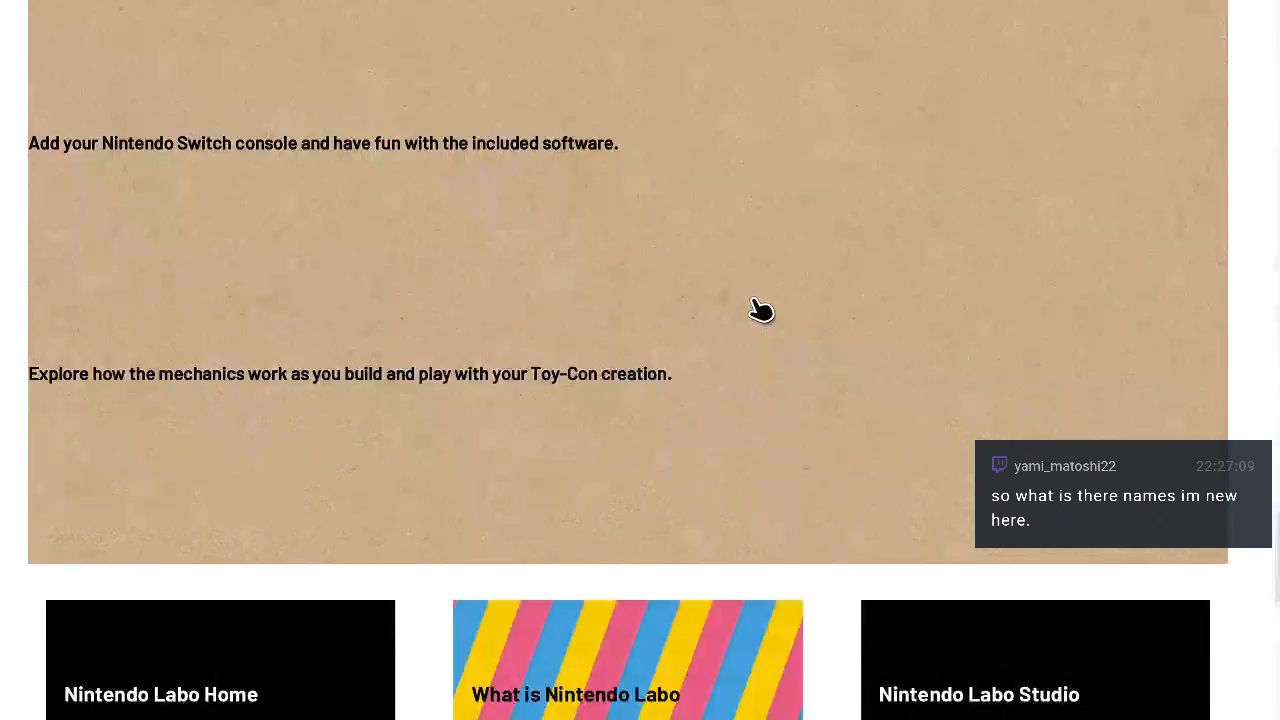 Add your Nintendo Switch console and have fun with the included software.
Explore how the mechanics work as you build and play with your Toy-Con creation.
yami_matoshi22 22:27:09
so what is there names im new
here.
Nintendo Labo Home
What is Nintendo Labo
Nintendo Labo Studio